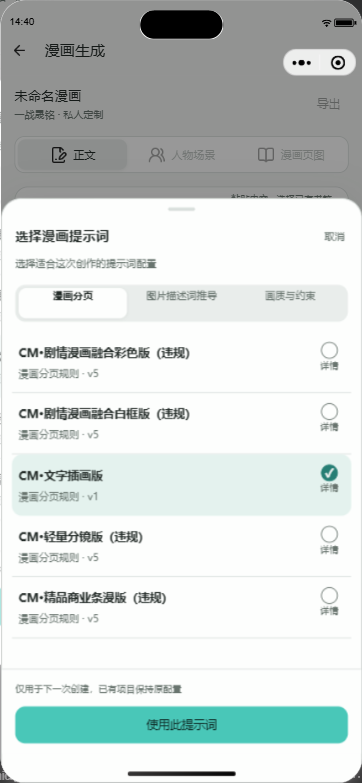 14:40
漫画生成
未命名漫画
一战晟铭 · 私人定制
导出
正文
人物场景
漫画页图
选择漫画提示词
取消
选择适合这次创作的提示词配置
漫画分页
图片描述词推导
画质与约束
CM•剧情漫画融合彩色版（违规）
漫画分页规则 · v5
详情
CM•剧情漫画融合白框版（违规）
漫画分页规则 · v5
详情
CM•文字插画版
漫画分页规则 · v1
详情
CM•轻量分镜版（违规）
漫画分页规则 · v5
详情
CM•精品商业条漫版（违规）
漫画分页规则 · v5
详情
仅用于下一次创建，已有项目保持原配置
使用此提示词